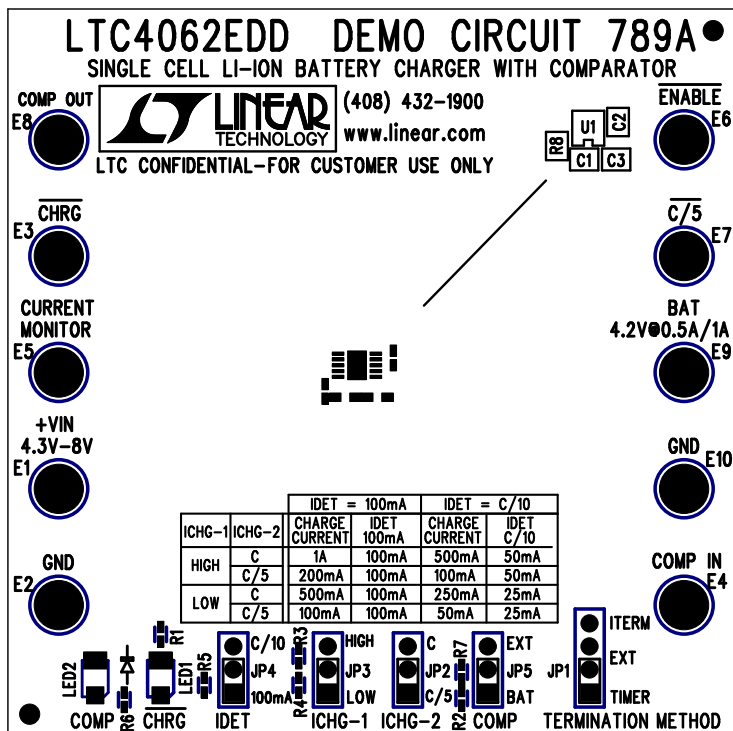 LTC4062EDD DEMO CIRCUIT 789A
SINGLE CELL LI-ION BATTERY CHARGER WITH COMPARATOR
COMP OUT
E8
LT LINEAR
TECHNOLOGY
(408) 432-1900
www.linear.com
LTC CONFIDENTIAL-FOR CUSTOMER USE ONLY
U1
C2
R8
C1
C3
ENABLE
E6
CHRG
E3
C/5
E7
CURRENT
MONITOR
E5
BAT
4.2V@0.5A/1A
E9
+VIN
4.3V-8V
E1
GND
E10
GND
E2
COMP IN
E4
IDET = 100mA IDET = C/10
ICHG-1 ICHG-2 CHARGE CURRENT IDET 100mA CHARGE CURRENT IDET C/10
HIGH C 1A 100mA 500mA 50mA
C/5 200mA 100mA 100mA 50mA
LOW C 500mA 100mA 250mA 25mA
C/5 100mA 100mA 50mA 25mA
LED2
COMP
R6
R1
LED1
CHRG
R5
C/10
JP4
100mA
IDET
R3
R4
HIGH
JP3
LOW
ICHG-1
C
JP2
C/5
ICHG-2
R7
R2
EXT
JP5
BAT
COMP
ITERM
EXT
JP1
TIMER
TERMINATION METHOD